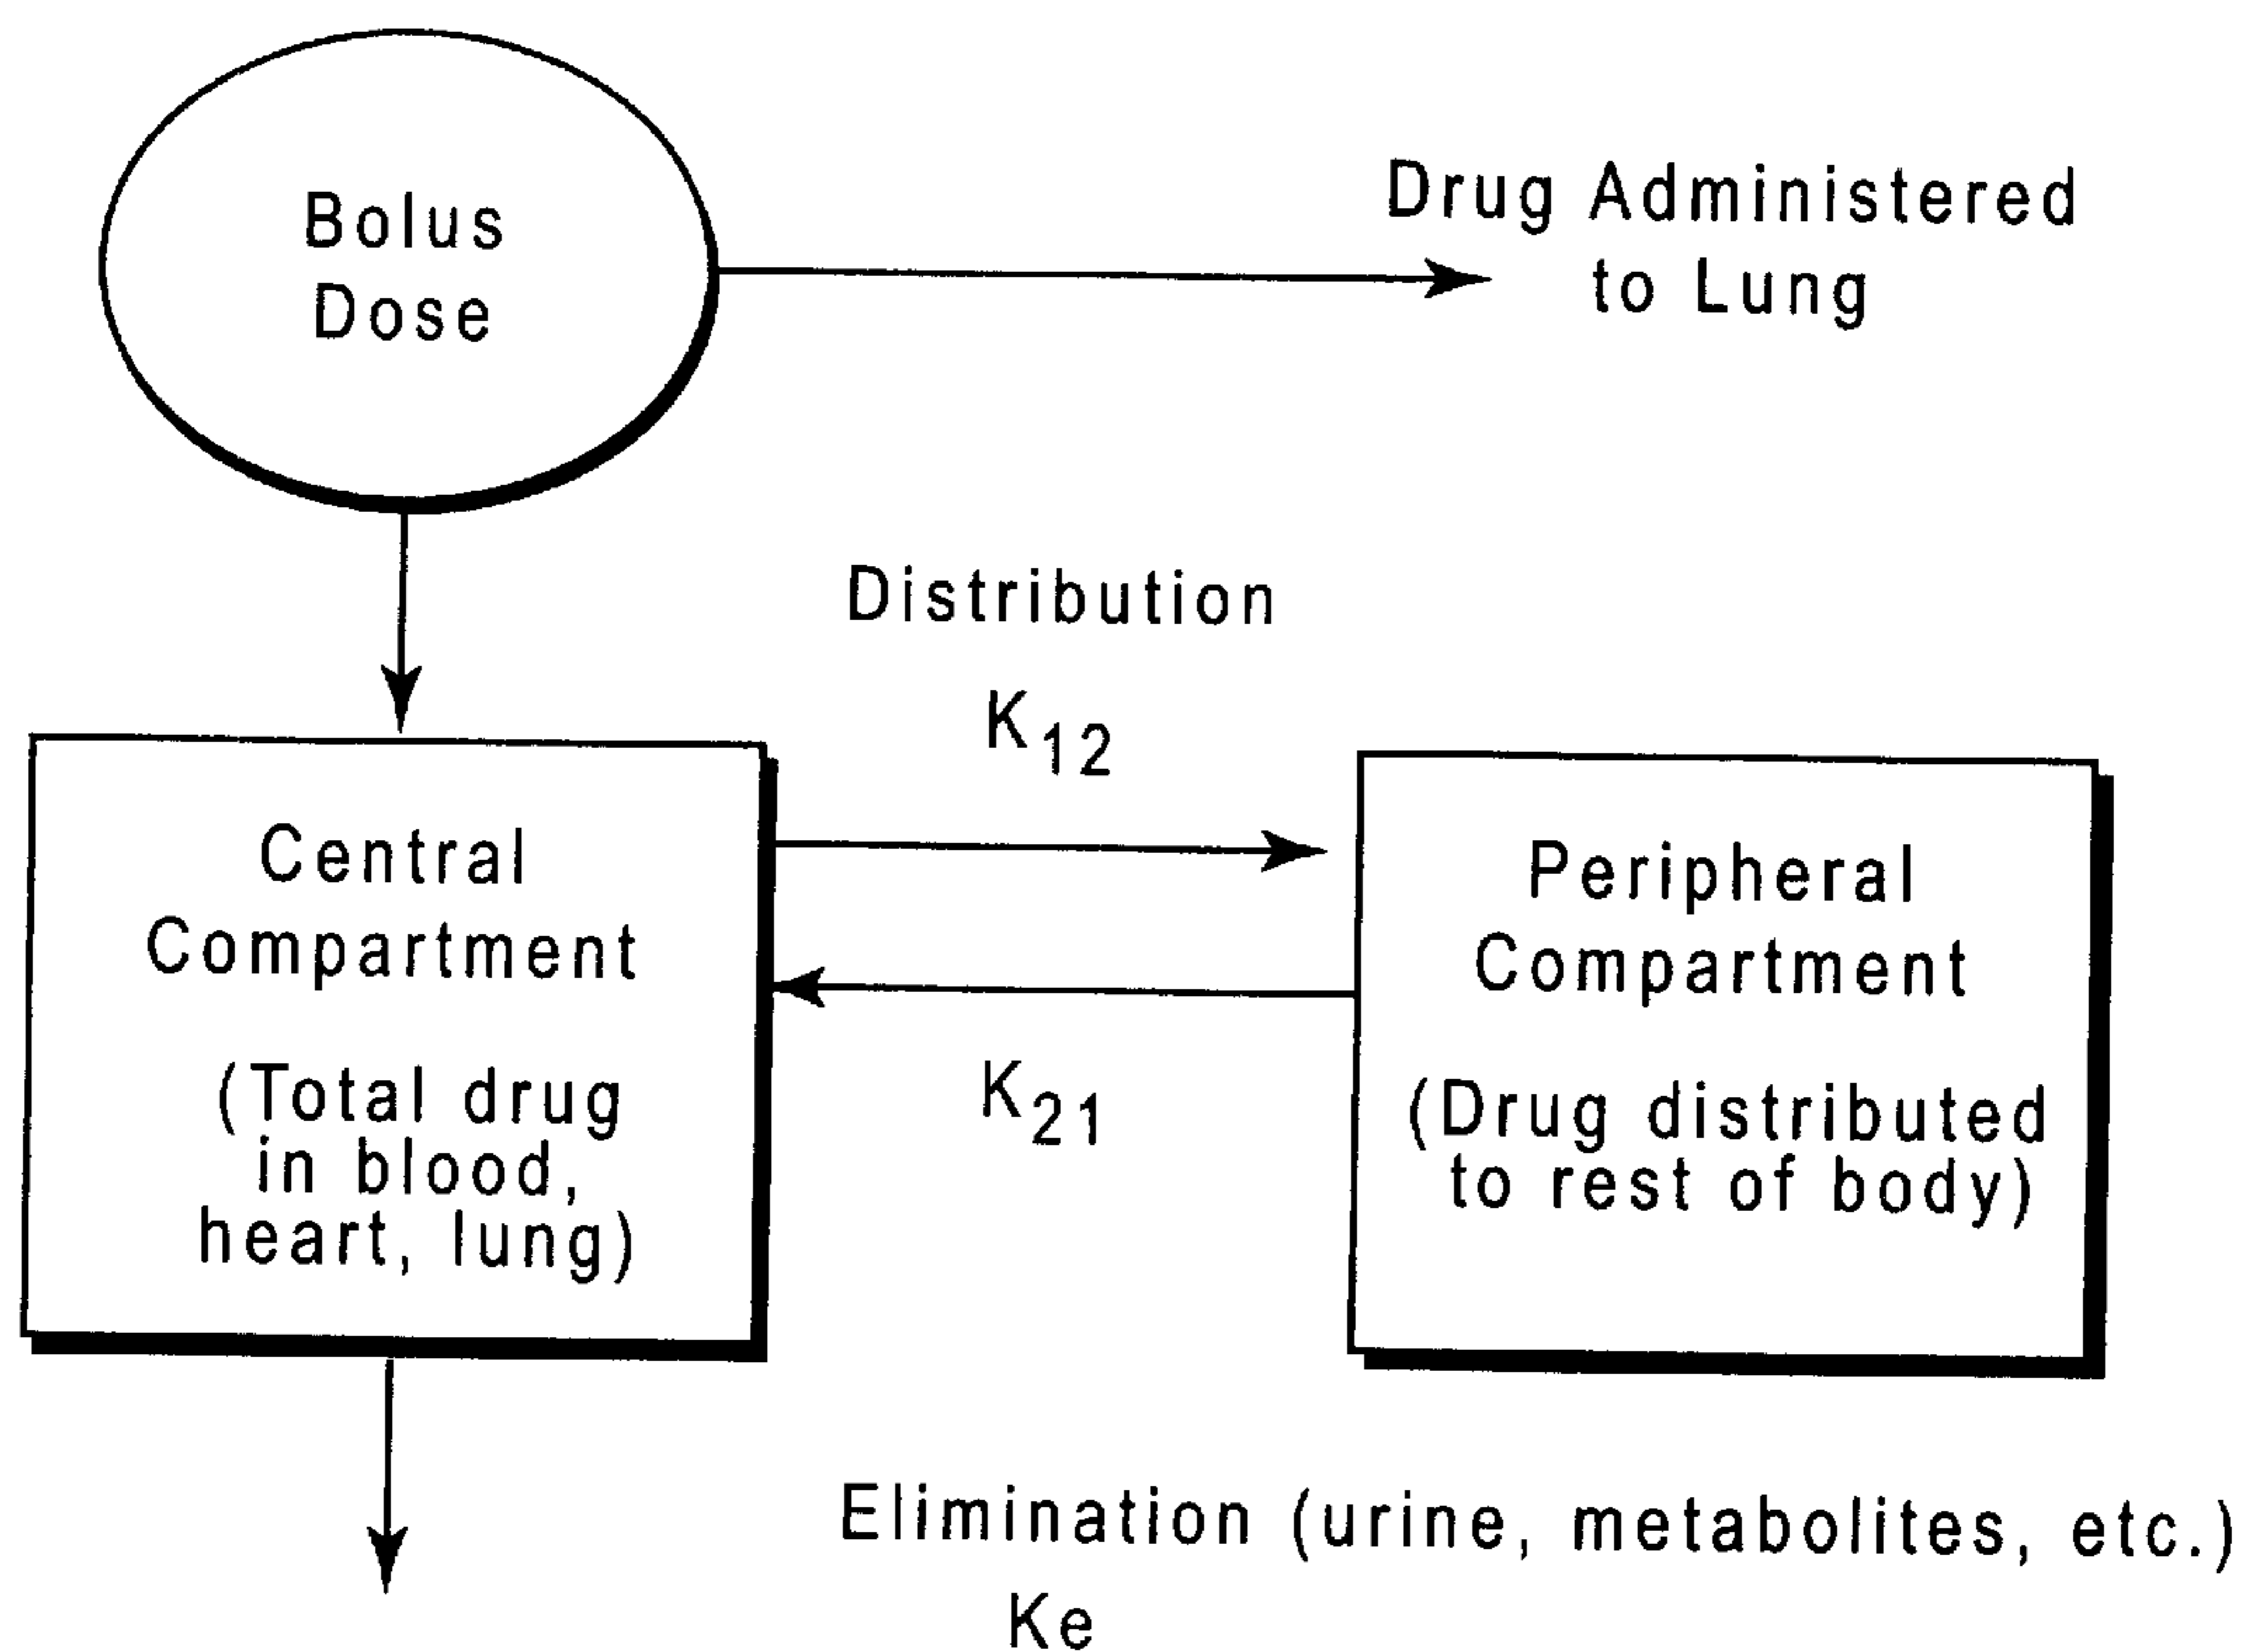 Bolus
Dose
Drug Administered
to Lung
Distribution
K12
Central
Compartment
(Total drug
in blood,
heart, lung)
Peripheral
Compartment
(Drug distributed
to rest of body)
K21
Elimination (urine, metabolites, etc.)
Ke